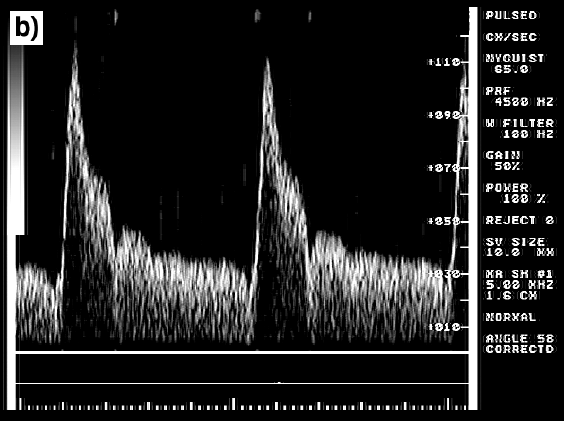 b)
PULSED
CM/SEC
NYQUIST
65.0
PRF
4500 HZ
W FILTER
100 HZ
GAIN
50%
POWER
100 %
REJECT 0
SV SIZE
10.0 MM
MA SM #1
5.00 MHZ
1.6 CM
NORMAL
ANGLE 58
CORRECTD
+110
+090
+070
+050
+030
+010